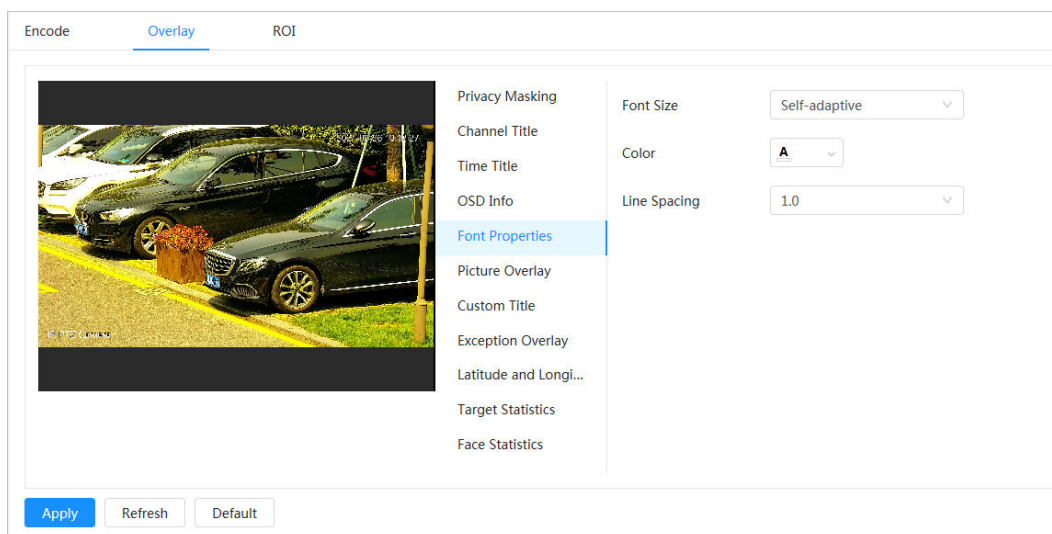 Encode
Overlay
ROI
Privacy Masking
Channel Title
Time Title
OSD Info
Font Properties
Picture Overlay
Custom Title
Exception Overlay
Latitude and Longi...
Target Statistics
Face Statistics
Font Size
Self-adaptive
Color
A
Line Spacing
1.0
Apply
Refresh
Default